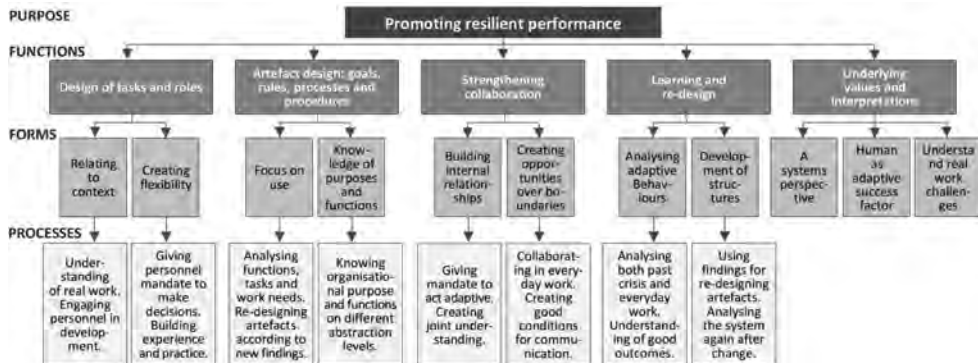 PURPOSE
Promoting resilient performance
FUNCTIONS
Design of tasks and roles
Artefact design: goals,
rules, processes and
procedures
Strengthening
collaboration
Learning and
re-design
Underlying
values and
interpretations
FORMS
Relating
to
context
Creating
flexibility
Focus on
use
Know-
ledge of
purposes
and
functions
Building
internal
relation-
ships
Creating
oppor-
tunities
over bo-
undaries
Analysing
adaptive
Behav-
iours
Develop-
ment of
struc-
tures
A
systems
perspec-
tive
Human
as
adaptive
success
factor
Understa
nd real
work
challen-
ges
PROCESSES
Under-
standing
of real work.
Engaging
personnel in
develop-
ment.
Giving
personnel
mandate to
make
decisions.
Building
experience
and practice.
Analysing
functions,
tasks and
work needs.
Re-designing
artefacts
according to
new findings.
Knowing
organisatio-
nal purpose
and functions
on different
abstraction
levels.
Giving
mandate to
act adaptive.
Creating
joint under-
standing.
Collaborat-
ing in every-
day work.
Creating
good
conditions
for commu-
nication.
Analysing
both past
crisis and
everyday
work.
Understand-
ing of good
outcomes.
Using
findings for
re-designing
artefacts.
Analysing
the system
again after
change.